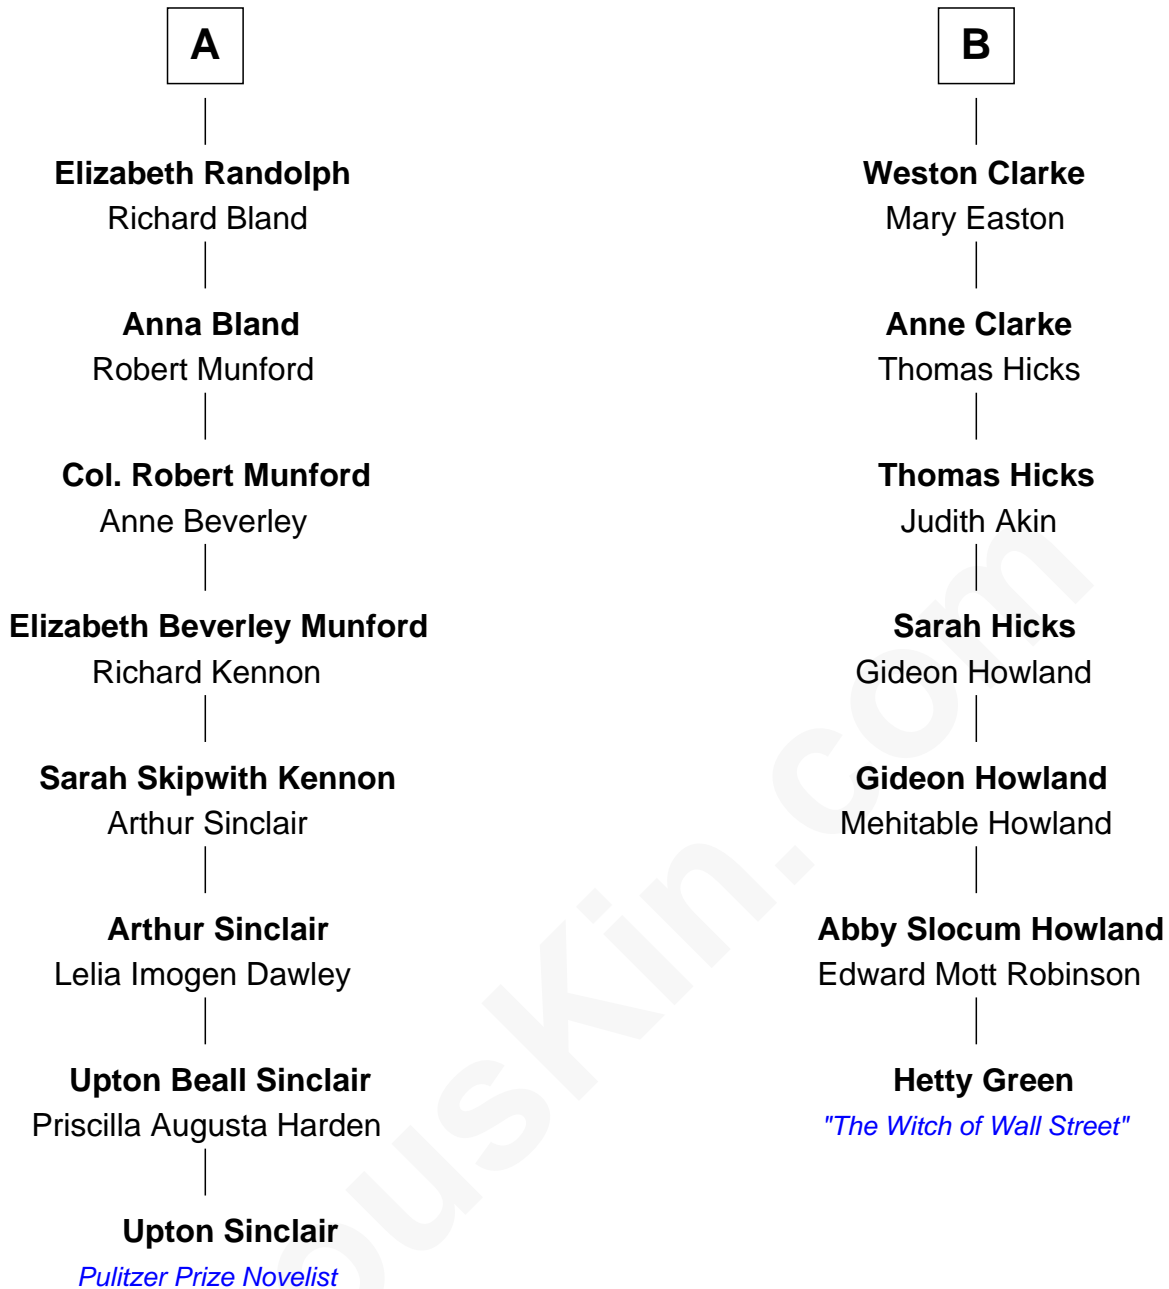 A
Elizabeth Randolph
Richard Bland
Anna Bland
Robert Munford
Col. Robert Munford
Anne Beverley
Elizabeth Beverley Munford
Richard Kennon
Sarah Skipwith Kennon
Arthur Sinclair
Arthur Sinclair
Lelia Imogen Dawley
Upton Beall Sinclair
Priscilla Augusta Harden
Upton Sinclair
Pulitzer Prize Novelist
B
Weston Clarke
Mary Easton
Anne Clarke
Thomas Hicks
Thomas Hicks
Judith Akin
Sarah Hicks
Gideon Howland
Gideon Howland
Mehitable Howland
Abby Slocum Howland
Edward Mott Robinson
Hetty Green
"The Witch of Wall Street"